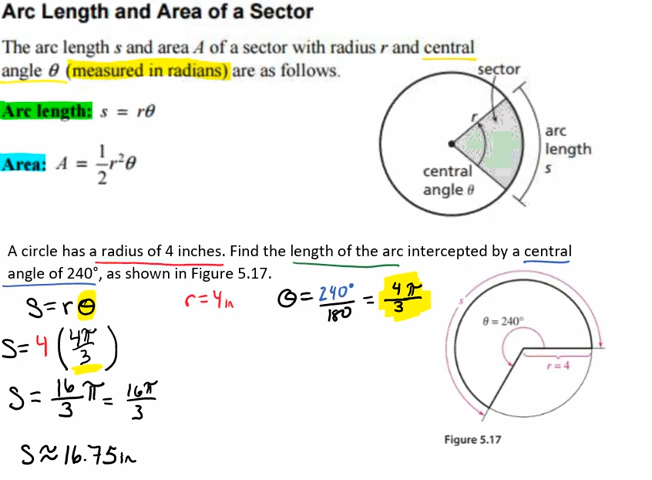 Arc Length and Area of a Sector
The arc length s and area A of a sector with radius r and central
angle θ (measured in radians) are as follows.
Arc length: s = rθ
Area: A = 1/2 r²θ
sector
r
central
angle θ
arc
length
s
A circle has a radius of 4 inches. Find the length of the arc intercepted by a central
angle of 240°, as shown in Figure 5.17.
S=rθ
r=4in
θ=240°/180 = 4π/3
S=4(4π/3)
S=16/3 π=16π/3
S≈16.75in
s
θ = 240°
r = 4
Figure 5.17